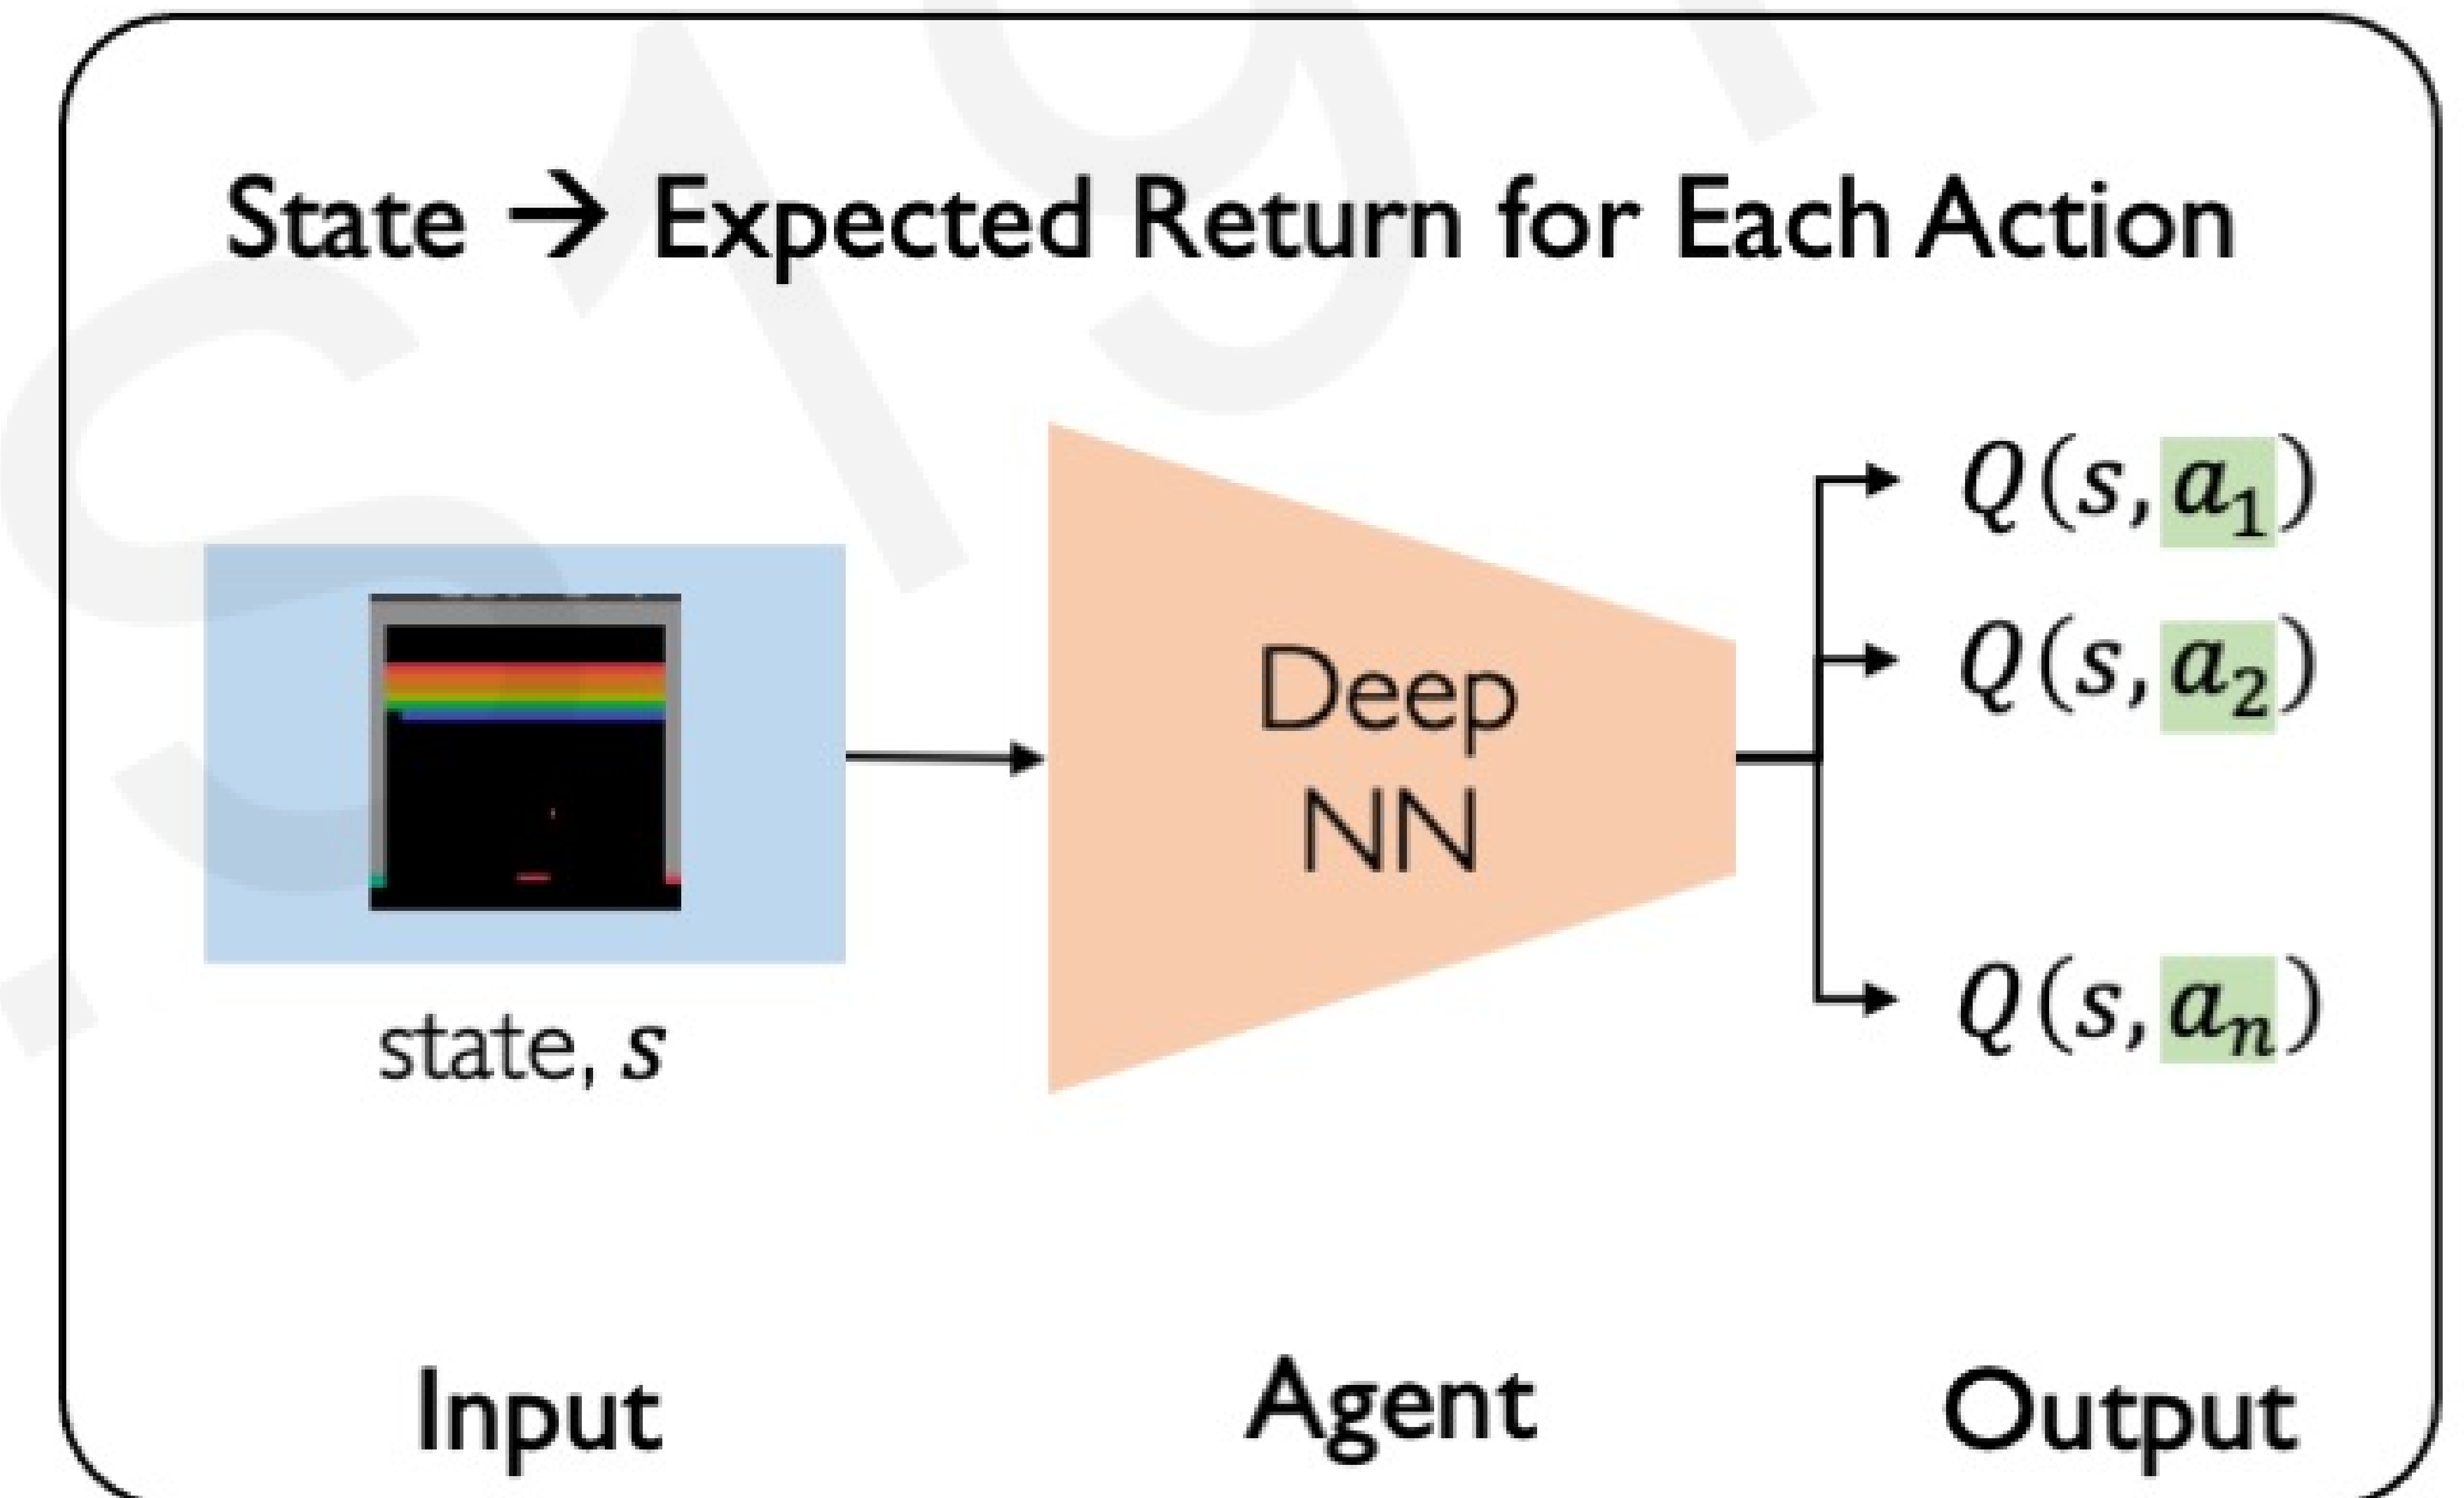 State → Expected Return for Each Action
Q(s, a₁)
Deep
NN
Q(s, a₂)
state, s
Q(s, aₙ)
Input
Agent
Output